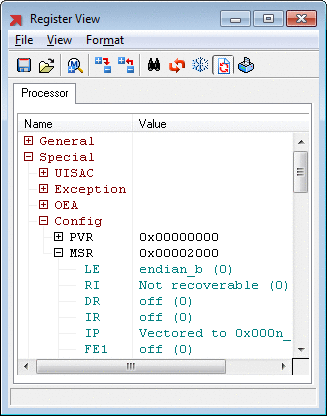 Register View
File View Format
Processor
Name Value
General
Special
UISAC
Exception
OEA
Config
PVR 0x00000000
MSR 0x00002000
LE endian_b (0)
RI Not recoverable (0)
DR off (0)
IR off (0)
IP Vectored to 0x000n_
FE1 off (0)